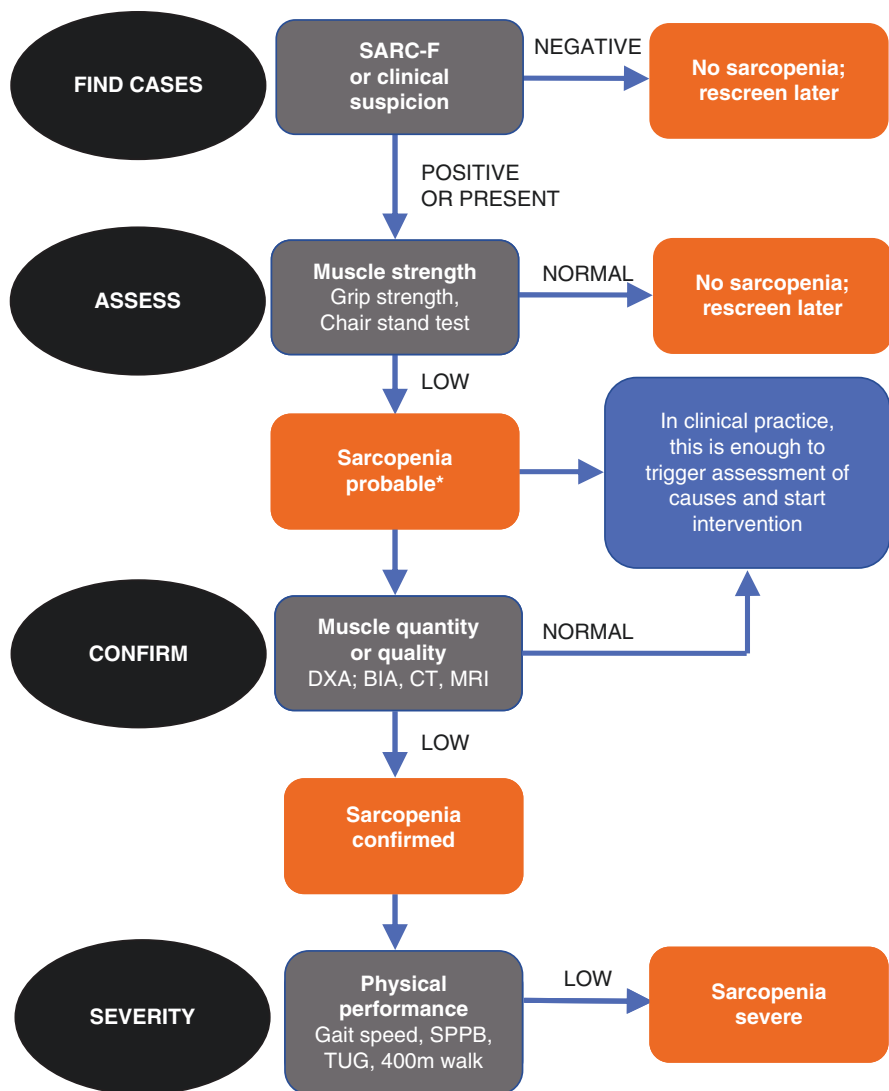 FIND CASES
SARC-F
or clinical
suspicion
NEGATIVE
No sarcopenia;
rescreen later
POSITIVE
OR PRESENT
ASSESS
Muscle strength
Grip strength,
Chair stand test
NORMAL
No sarcopenia;
rescreen later
LOW
Sarcopenia
probable*
In clinical practice,
this is enough to
trigger assessment of
causes and start
intervention
CONFIRM
Muscle quantity
or quality
DXA; BIA, CT, MRI
NORMAL
LOW
Sarcopenia
confirmed
SEVERITY
Physical
performance
Gait speed, SPPB,
TUG, 400m walk
LOW
Sarcopenia
severe